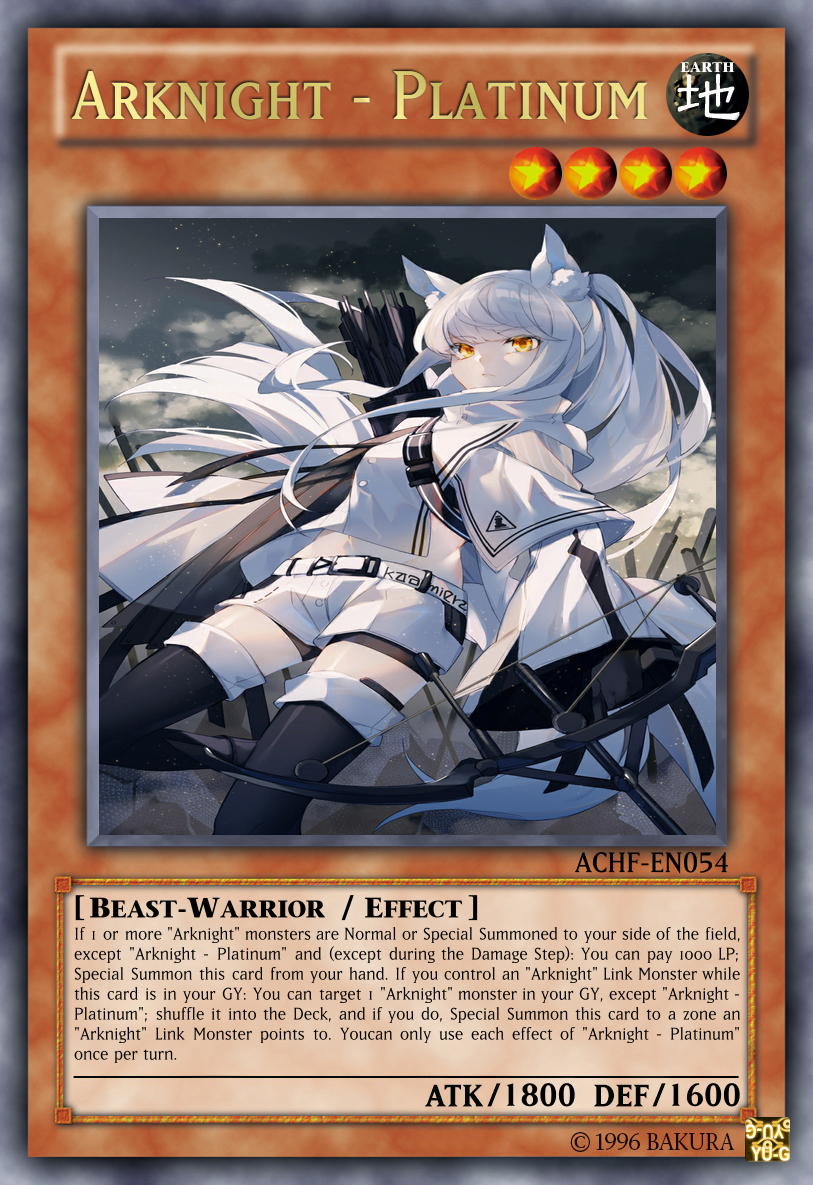 ARKNIGHT - PLATINUM
EARTH
地
kazimierz
ACHF-EN054
[ BEAST-WARRIOR / EFFECT ]
If 1 or more "Arknight" monsters are Normal or Special Summoned to your side of the field,
except "Arknight - Platinum" and (except during the Damage Step): You can pay 1000 LP;
Special Summon this card from your hand. If you control an "Arknight" Link Monster while
this card is in your GY: You can target 1 "Arknight" monster in your GY, except "Arknight -
Platinum"; shuffle it into the Deck, and if you do, Special Summon this card to a zone an
"Arknight" Link Monster points to. Youcan only use each effect of "Arknight - Platinum"
once per turn.
ATK/1800 DEF/1600
© 1996 BAKURA
YU-G
YU-G